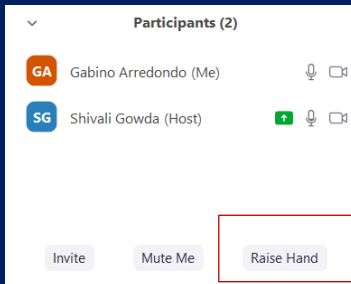 Participants (2)
GA Gabino Arredondo (Me)
SG Shivali Gowda (Host)
Invite Mute Me Raise Hand